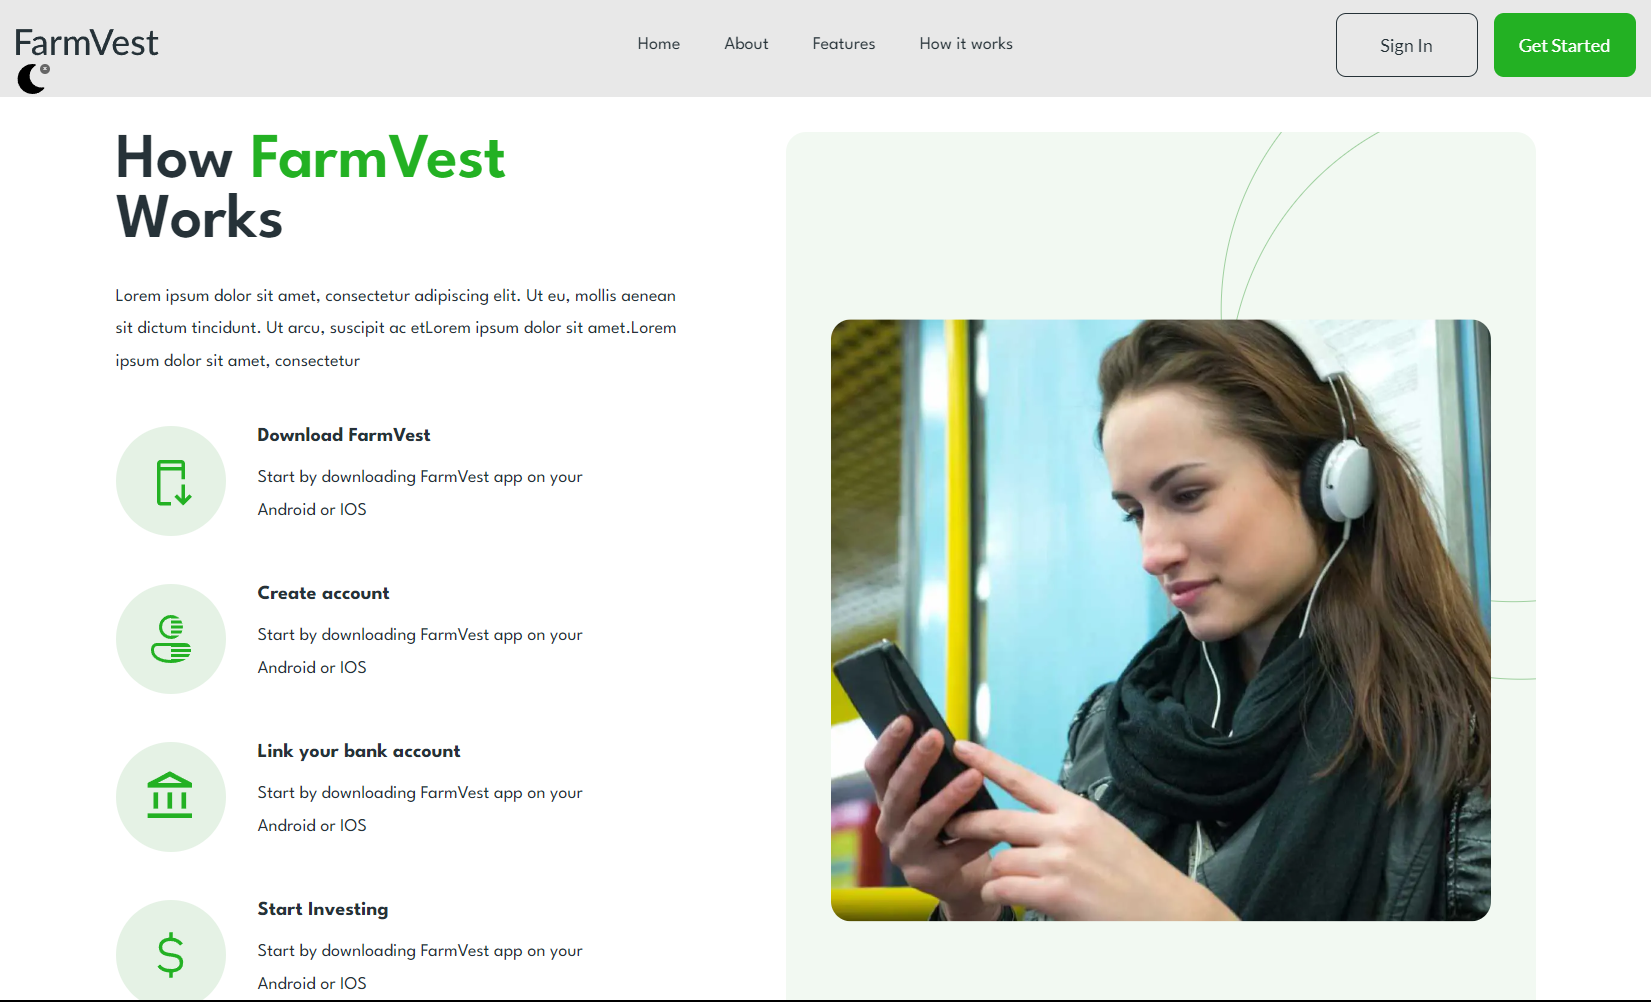 FarmVest
Home
About
Features
How it works
Sign In
Get Started
How FarmVest
Works
Lorem ipsum dolor sit amet, consectetur adipiscing elit. Ut eu, mollis aenean
sit dictum tincidunt. Ut arcu, suscipit ac etLorem ipsum dolor sit amet.Lorem
ipsum dolor sit amet, consectetur
Download FarmVest
Start by downloading FarmVest app on your
Android or IOS
Create account
Start by downloading FarmVest app on your
Android or IOS
Link your bank account
Start by downloading FarmVest app on your
Android or IOS
Start Investing
Start by downloading FarmVest app on your
Android or IOS